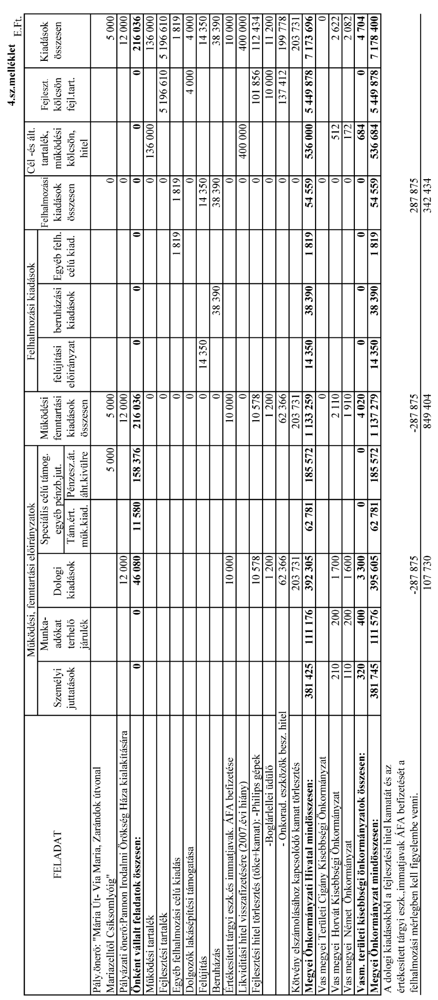 4.sz.melléklet
E.Ft.
FELADAT
Működési, fenntartási előirányzatok
Személyi juttatások
Munka-adókat terhelő járulék
Dologi kiadások
Speciális célú támog. egyéb pénzb.jut.
Tám.ért. műk.kiad.
Pénzesz.át. áht.kivülre
Működési fenntartási kiadások összesen
Felhalmozási kiadások
felújítási előirányzat
beruházási kiadások
Egyéb felh. célú kiad.
Felhalmozási kiadások összesen
Cél -és ált. tartalék, működési kölcsön, hitel
Fejleszt. kölcsön fejl.tart.
Kiadások összesen
Pály.önerő: "Mária Út- Via Maria, Zarándok útvonal
Mariazelltől Csíksomlyóig" 5 000 5 000 0 5 000
Pályázati önerő:Pannon Irodalmi Örökség Háza kialakítására 12 000 12 000 0 12 000
Önként vállalt feladatok összesen: 0 0 46 080 11 580 158 376 216 036 0 0 0 0 0 0 216 036
Működési tartalék 0 0 136 000 136 000
Fejlesztési tartalék 0 0 5 196 610 5 196 610
Egyéb felhalmozási célú kiadás 0 1 819 1 819 1 819
Dolgozók lakásépítési támogatása 0 0 4 000 4 000
Felújítás 0 14 350 14 350 14 350
Beruházás 0 38 390 38 390 38 390
Értékesített tárgyi eszk.és immatjavak. ÁFA befizetése 10 000 10 000 0 10 000
Likviditási hitel visszafizetésére (2007.évi hiány) 0 0 400 000 400 000
Fejlesztési hitel törlesztés (tőke+kamat): -Philips gépek 10 578 10 578 0 101 856 112 434
-Boglárlellei üdülő 1 200 1 200 0 10 000 11 200
- Onkorad. eszközök besz. hitel 62 366 62 366 0 137 412 199 778
Kötvény elszámolásához kapcsolódó kamat törlesztés 203 731 203 731 0 203 731
Megyei Önkormányzati Hivatal mindösszesen: 381 425 111 176 392 305 62 781 185 572 1 133 259 14 350 38 390 1 819 54 559 536 000 5 449 878 7 173 696
Vas megyei Területi Cigány Kisebbségi Önkormányzat 0 0 0
Vas megyei Horvát Kisebbségi Önkormányzat 210 200 1 700 2 110 0 512 2 622
Vas megyei Német Önkormányzat 110 200 1 600 1 910 0 172 2 082
Vasm. területi kisebbségi önkormányzatok összesen: 320 400 3 300 0 0 4 020 0 0 0 0 684 0 4 704
Megyei Önkormányzat mindösszesen: 381 745 111 576 395 605 62 781 185 572 1 137 279 14 350 38 390 1 819 54 559 536 684 5 449 878 7 178 400
A dologi kiadásokból a fejlesztési hitel kamatát és az
értékesített tárgyi eszk.,immatjavak ÁFA befizetését a
felhalmozási mérlegben kell figyelembe venni. -287 875 -287 875 287 875
107 730 849 404 342 434